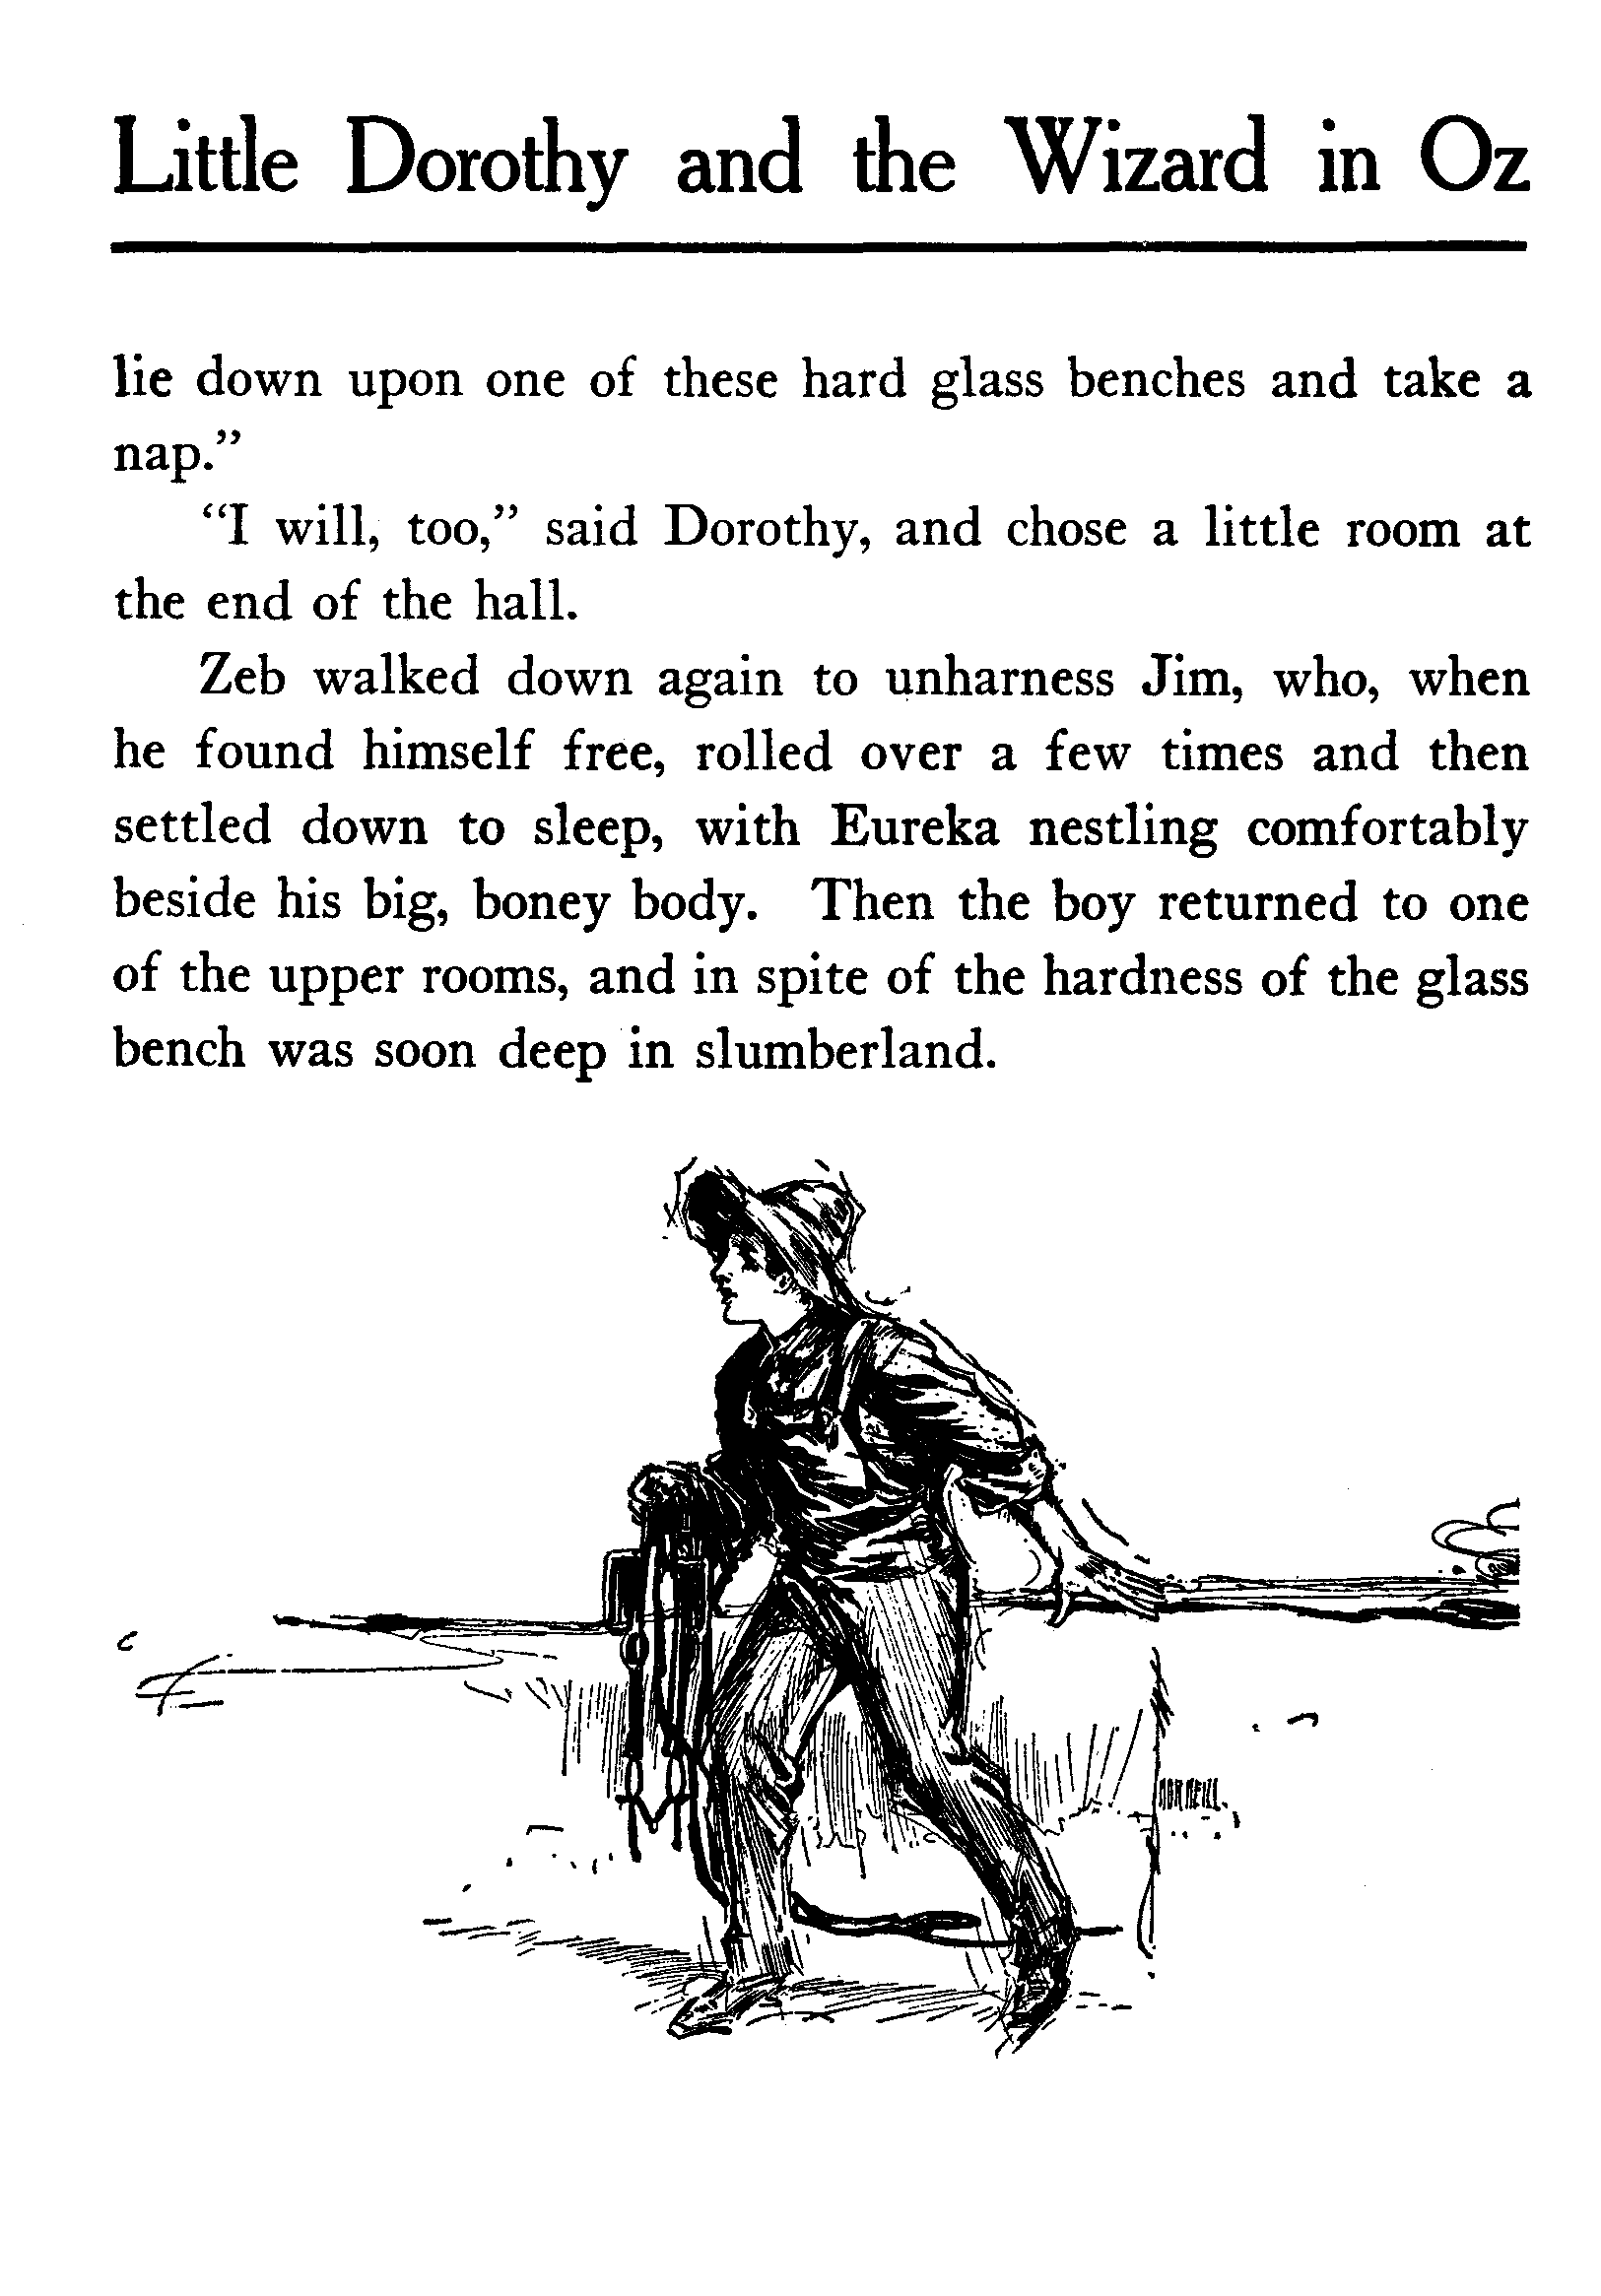 Little Dorothy and the Wizard in Oz
lie down upon one of these hard glass benches and take a
nap.”
“I will, too,” said Dorothy, and chose a little room at
the end of the hall.
Zeb walked down again to unharness Jim, who, when
he found himself free, rolled over a few times and then
settled down to sleep, with Eureka nestling comfortably
beside his big, boney body. Then the boy returned to one
of the upper rooms, and in spite of the hardness of the glass
bench was soon deep in slumberland.